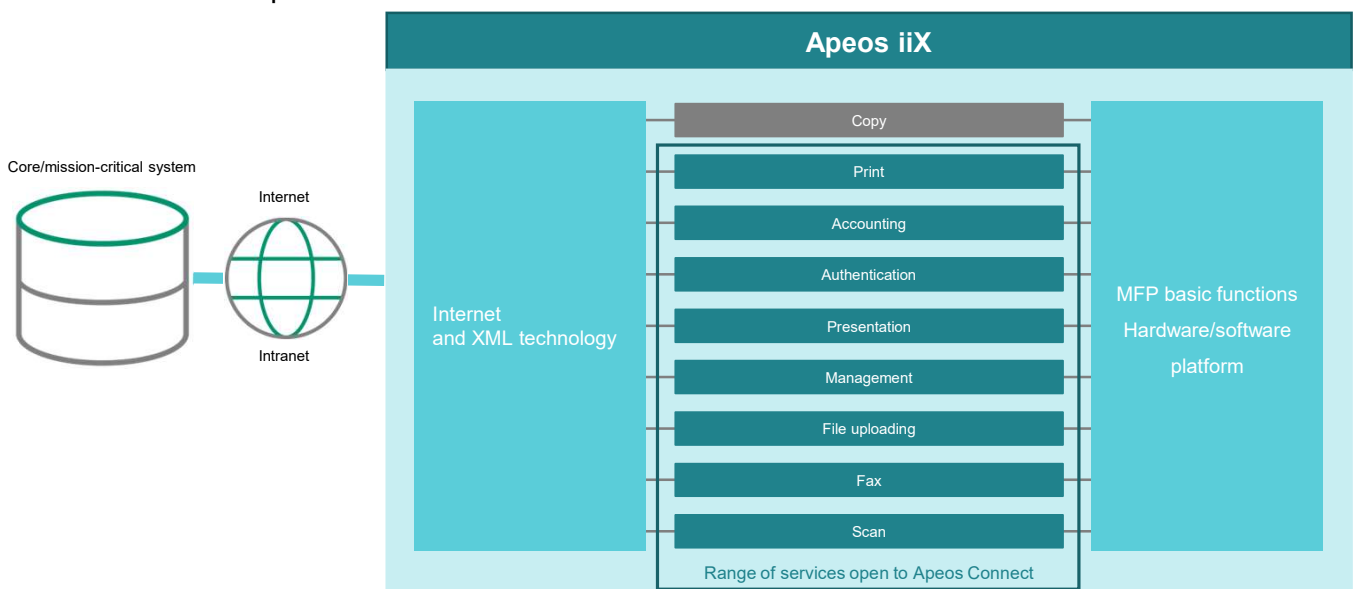 Apeos iiX
Core/mission-critical system
Internet
Intranet
Internet
and XML technology
Copy
Print
Accounting
Authentication
Presentation
Management
File uploading
Fax
Scan
Range of services open to Apeos Connect
MFP basic functions
Hardware/software
platform